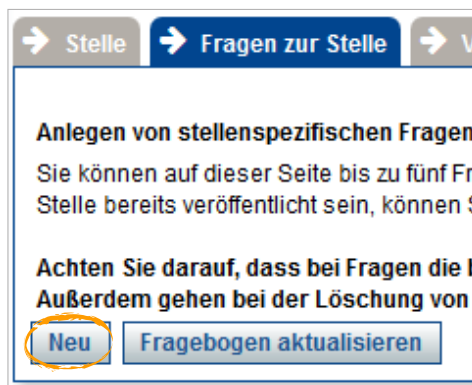 Stelle Fragen zur Stelle
Anlegen von stellenspezifischen Fragen
Sie können auf dieser Seite bis zu fünf
Stelle bereits veröffentlicht sein, können
Achten Sie darauf, dass bei Fragen die
Außerdem gehen bei der Löschung von
Neu Fragebogen aktualisieren